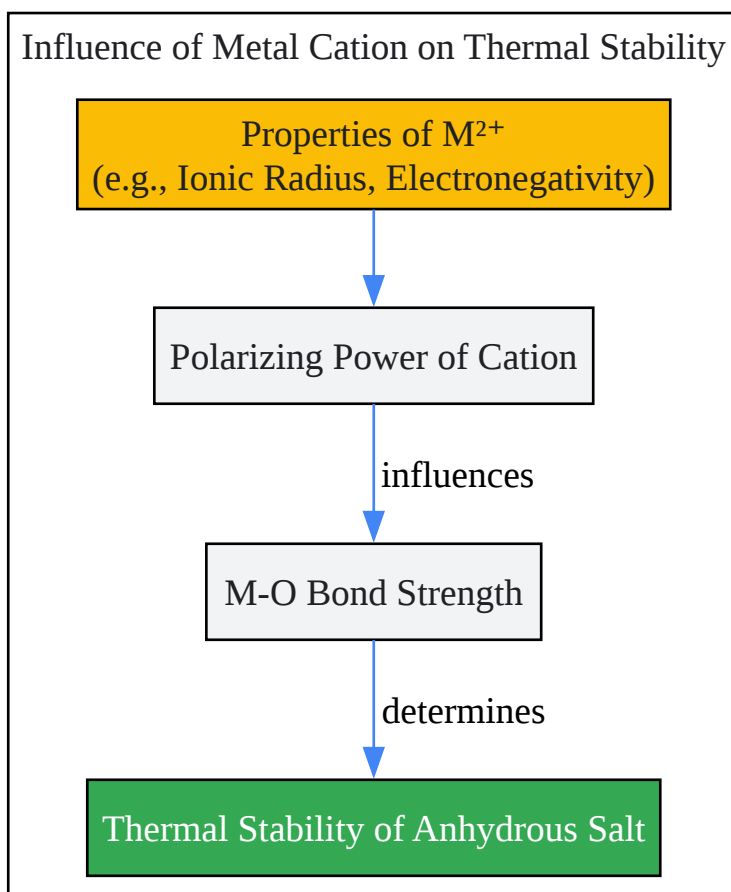 Influence of Metal Cation on Thermal Stability
Properties of M²⁺
(e.g., Ionic Radius, Electronegativity)
Polarizing Power of Cation
influences
M-O Bond Strength
determines
Thermal Stability of Anhydrous Salt